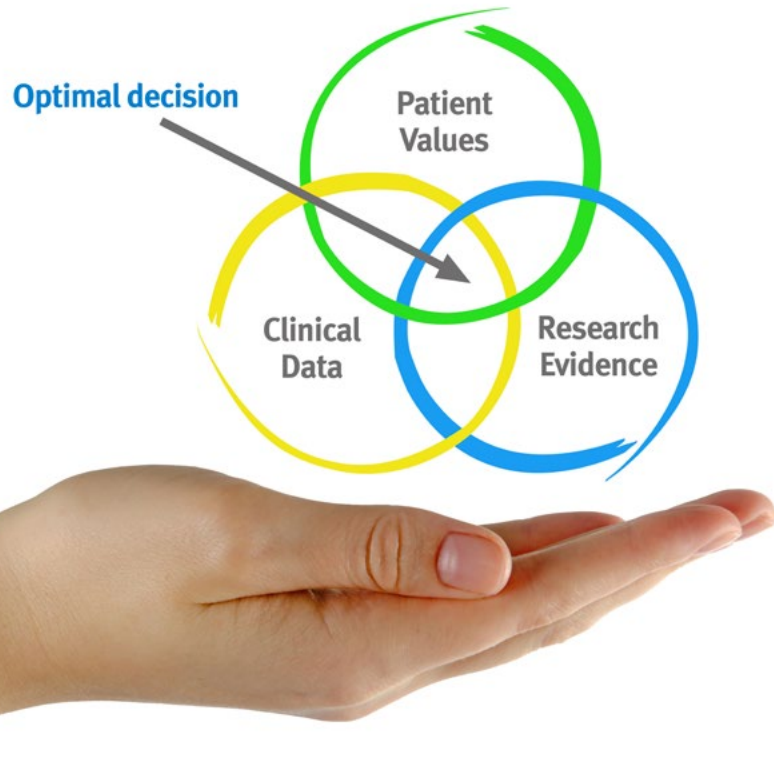 Optimal decision
Patient
Values
Clinical
Data
Research
Evidence